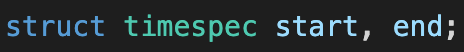 struct timespec start, end;